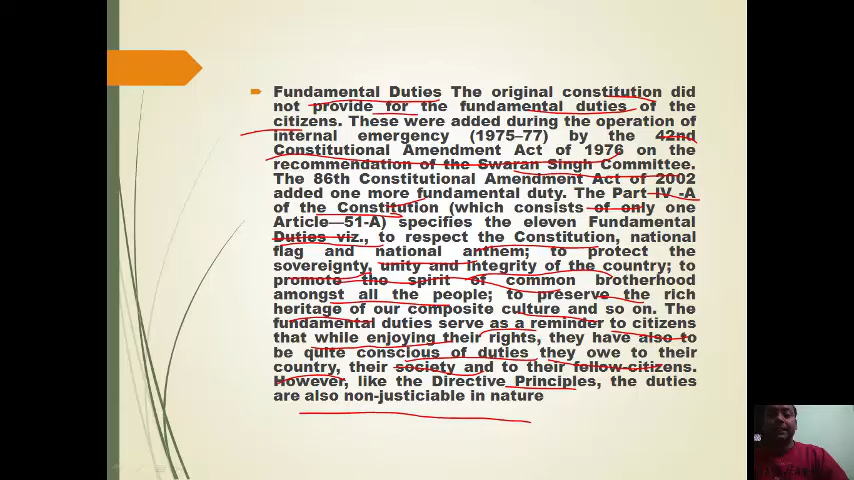 Fundamental Duties The original constitution did
not provide for the fundamental duties of the
citizens. These were added during the operation of
internal emergency (1975–77) by the 42nd
Constitutional Amendment Act of 1976 on the
recommendation of the Swaran Singh Committee.
The 86th Constitutional Amendment Act of 2002
added one more fundamental duty. The Part IV -A
of the Constitution (which consists of only one
Article—51-A) specifies the eleven Fundamental
Duties viz., to respect the Constitution, national
flag and national anthem; to protect the
sovereignty, unity and integrity of the country; to
promote the spirit of common brotherhood
amongst all the people; to preserve the rich
heritage of our composite culture and so on. The
fundamental duties serve as a reminder to citizens
that while enjoying their rights, they have also to
be quite conscious of duties they owe to their
country, their society and to their fellow-citizens.
However, like the Directive Principles, the duties
are also non-justiciable in nature